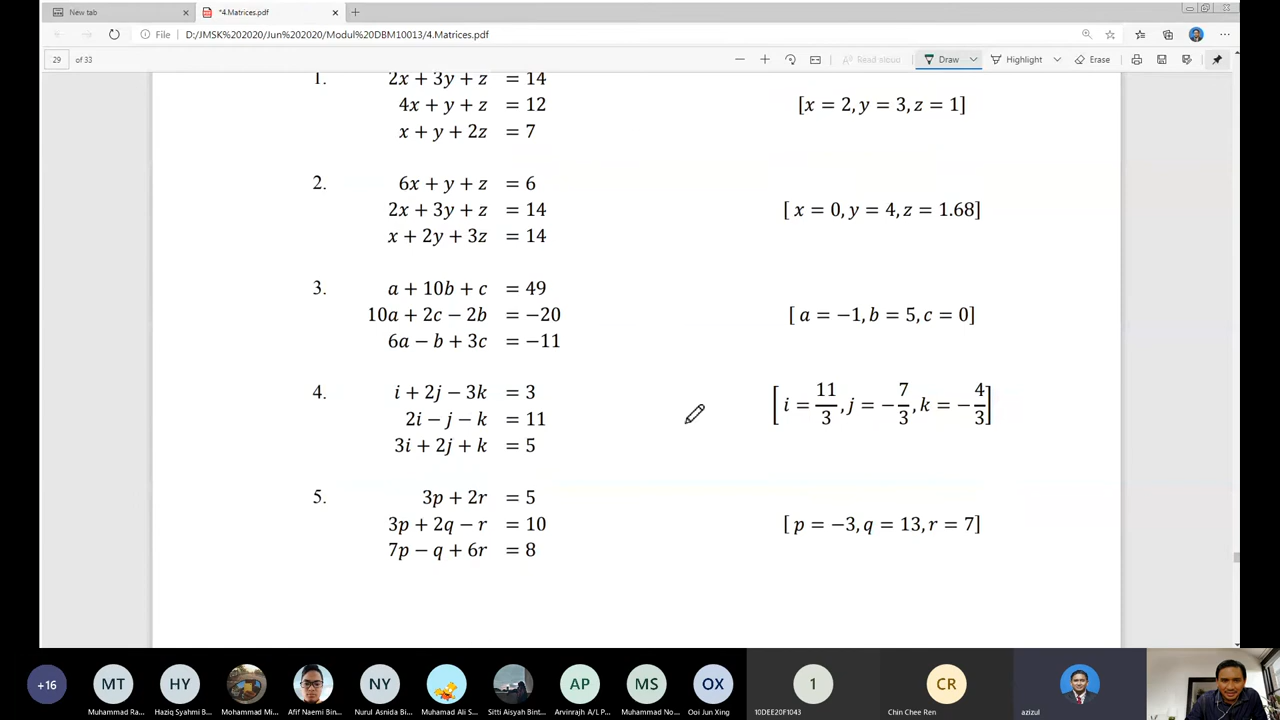 New tab
*4.Matrices.pdf
File
D:/JMSK%202020/Jun%202020/Modul%20DBM10013/4.Matrices.pdf
29 of 33
Read aloud
Draw
Highlight
Erase
1. 2x + 3y + z = 14
4x + y + z = 12
x + y + 2z = 7
[x = 2, y = 3, z = 1]
2. 6x + y + z = 6
2x + 3y + z = 14
x + 2y + 3z = 14
[ x = 0, y = 4, z = 1.68]
3. a + 10b + c = 49
10a + 2c − 2b = −20
6a − b + 3c = −11
[ a = −1, b = 5, c = 0]
4. i + 2j − 3k = 3
2i − j − k = 11
3i + 2j + k = 5
[ i = 11/3, j = −7/3, k = −4/3]
5. 3p + 2r = 5
3p + 2q − r = 10
7p − q + 6r = 8
[ p = −3, q = 13, r = 7]
+16
MT
HY
NY
AP
MS
OX
1
CR
Muhammad Ra...
Haziq Syahmi B...
Mohammad Mi...
Afif Naemi Bin...
Nurul Asnida Bi...
Muhamad Ali S...
Sitti Aisyah Bint...
Arvinrajh A/L P...
Muhammad No...
Ooi Jun Xing
10DEE20F1043
Chin Chee Ren
azizul